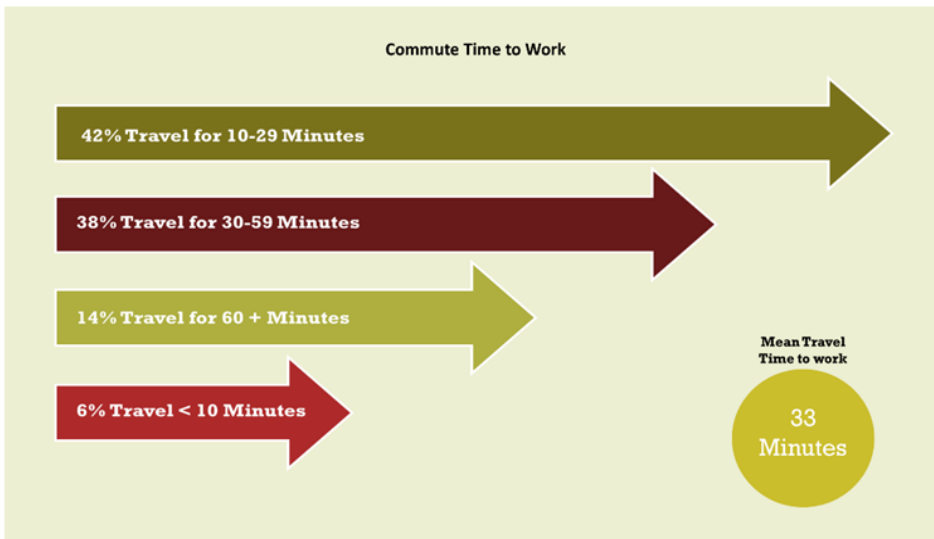 Commute Time to Work
42% Travel for 10-29 Minutes
38% Travel for 30-59 Minutes
14% Travel for 60 + Minutes
6% Travel < 10 Minutes
Mean Travel
Time to work
33
Minutes